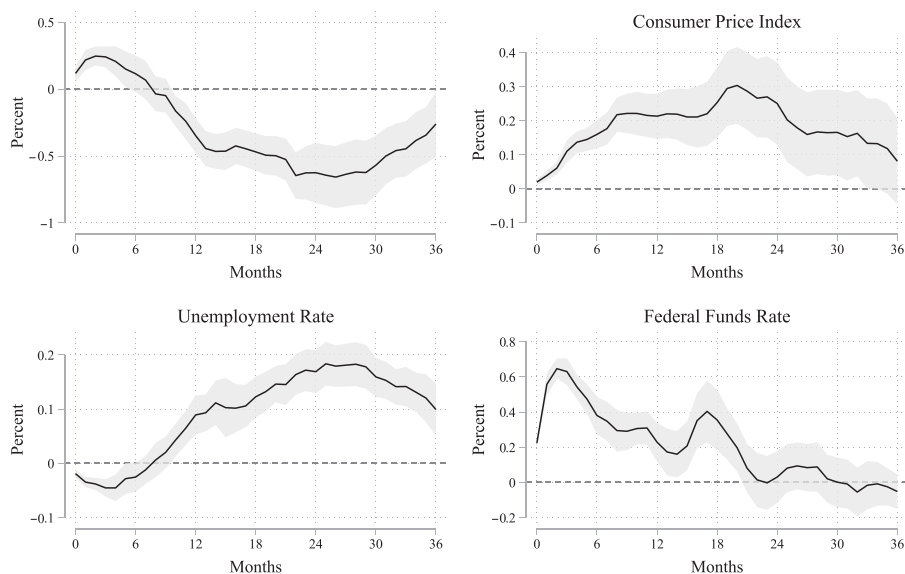 0.5
0
−0.5
−1
Percent
0 6 12 18 24 30 36
Months
Consumer Price Index
0.4
0.3
0.2
0.1
0
−0.1
Percent
0 6 12 18 24 30 36
Months
Unemployment Rate
0.2
0.1
0
−0.1
Percent
0 6 12 18 24 30 36
Months
Federal Funds Rate
0.8
0.6
0.4
0.2
0
−0.2
Percent
0 6 12 18 24 30 36
Months